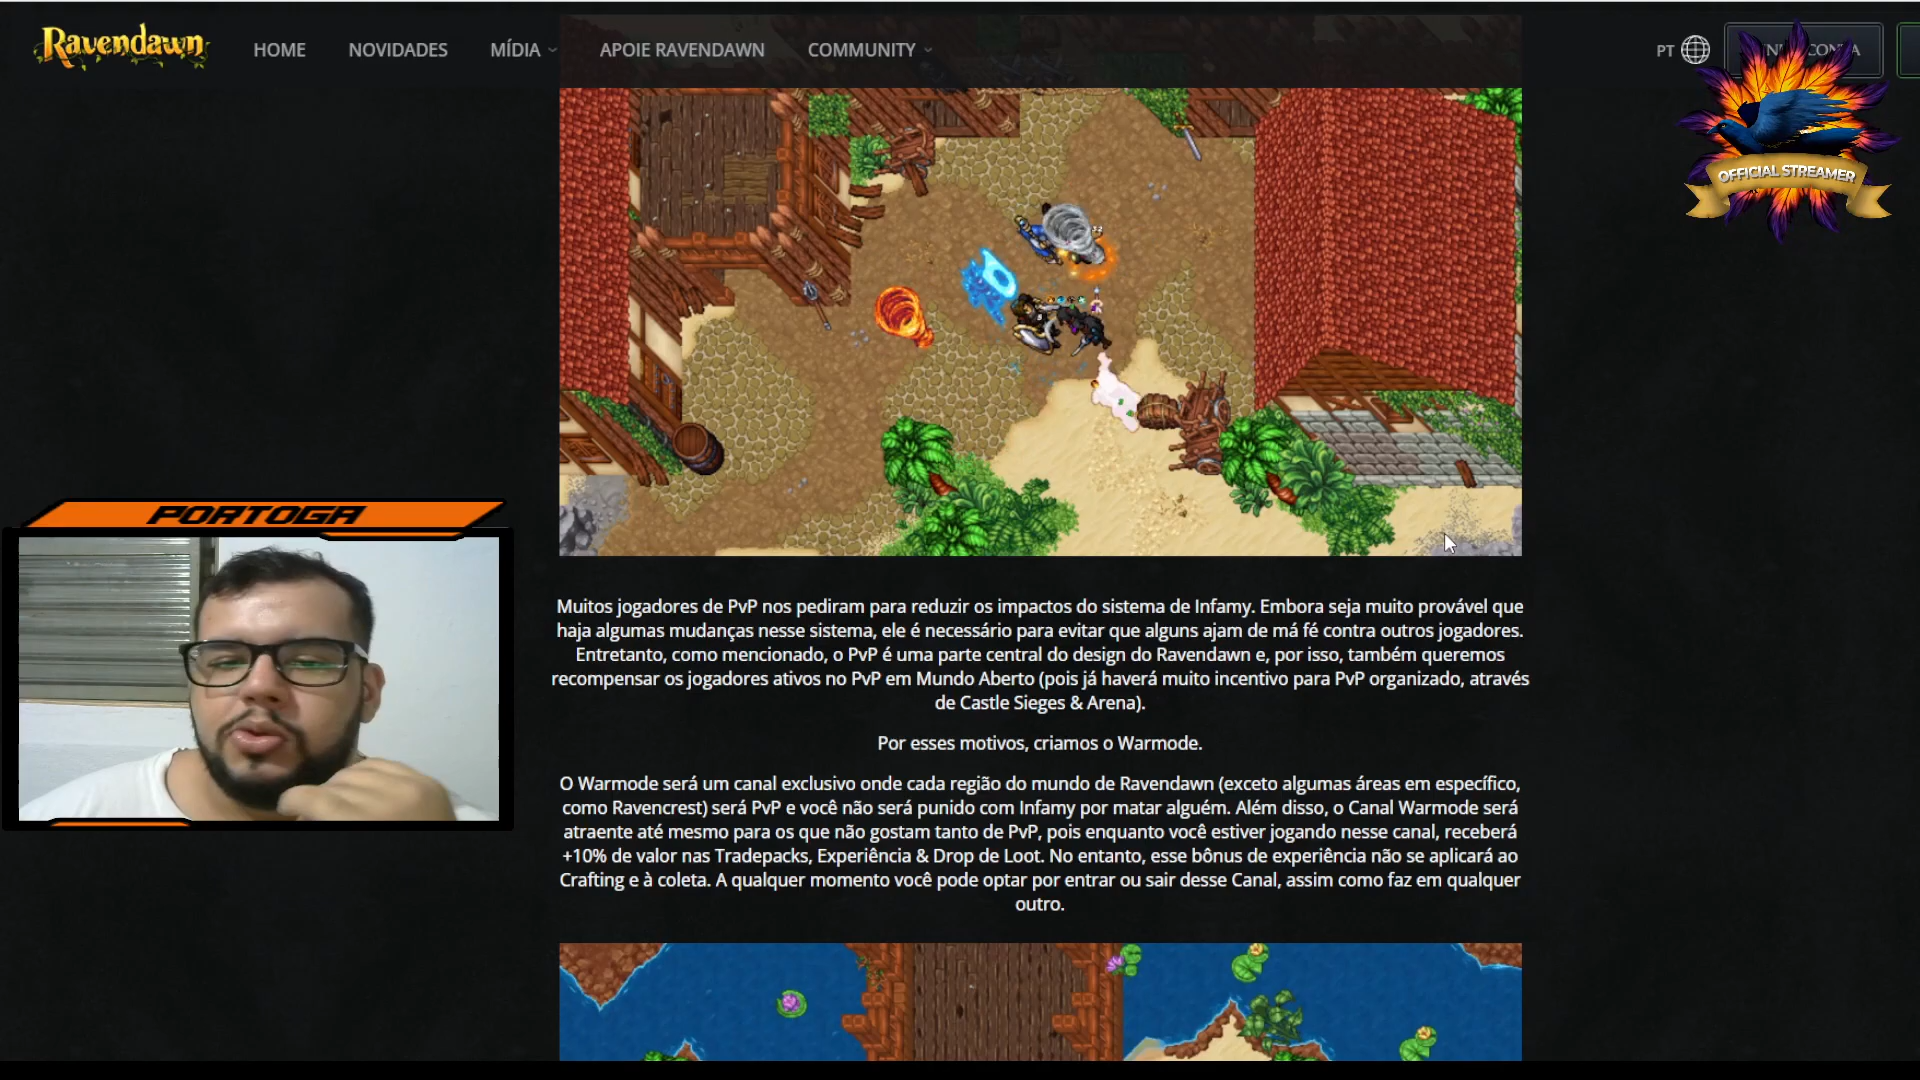 Ravendawn
HOME
NOVIDADES
MÍDIA
APOIE RAVENDAWN
COMMUNITY
PT
OFFICIAL STREAMER
PORTOGA
Muitos jogadores de PvP nos pediram para reduzir os impactos do sistema de Infamy. Embora seja muito provável que
haja algumas mudanças nesse sistema, ele é necessário para evitar que alguns ajam de má fé contra outros jogadores.
Entretanto, como mencionado, o PvP é uma parte central do design do Ravendawn e, por isso, também queremos
recompensar os jogadores ativos no PvP em Mundo Aberto (pois já haverá muito incentivo para PvP organizado, através
de Castle Sieges & Arena).
Por esses motivos, criamos o Warmode.
O Warmode será um canal exclusivo onde cada região do mundo de Ravendawn (exceto algumas áreas em específico,
como Ravencrest) será PvP e você não será punido com Infamy por matar alguém. Além disso, o Canal Warmode será
atraente até mesmo para os que não gostam tanto de PvP, pois enquanto você estiver jogando nesse canal, receberá
+10% de valor nas Tradepacks, Experiência & Drop de Loot. No entanto, esse bônus de experiência não se aplicará ao
Crafting e à coleta. A qualquer momento você pode optar por entrar ou sair desse Canal, assim como faz em qualquer
outro.